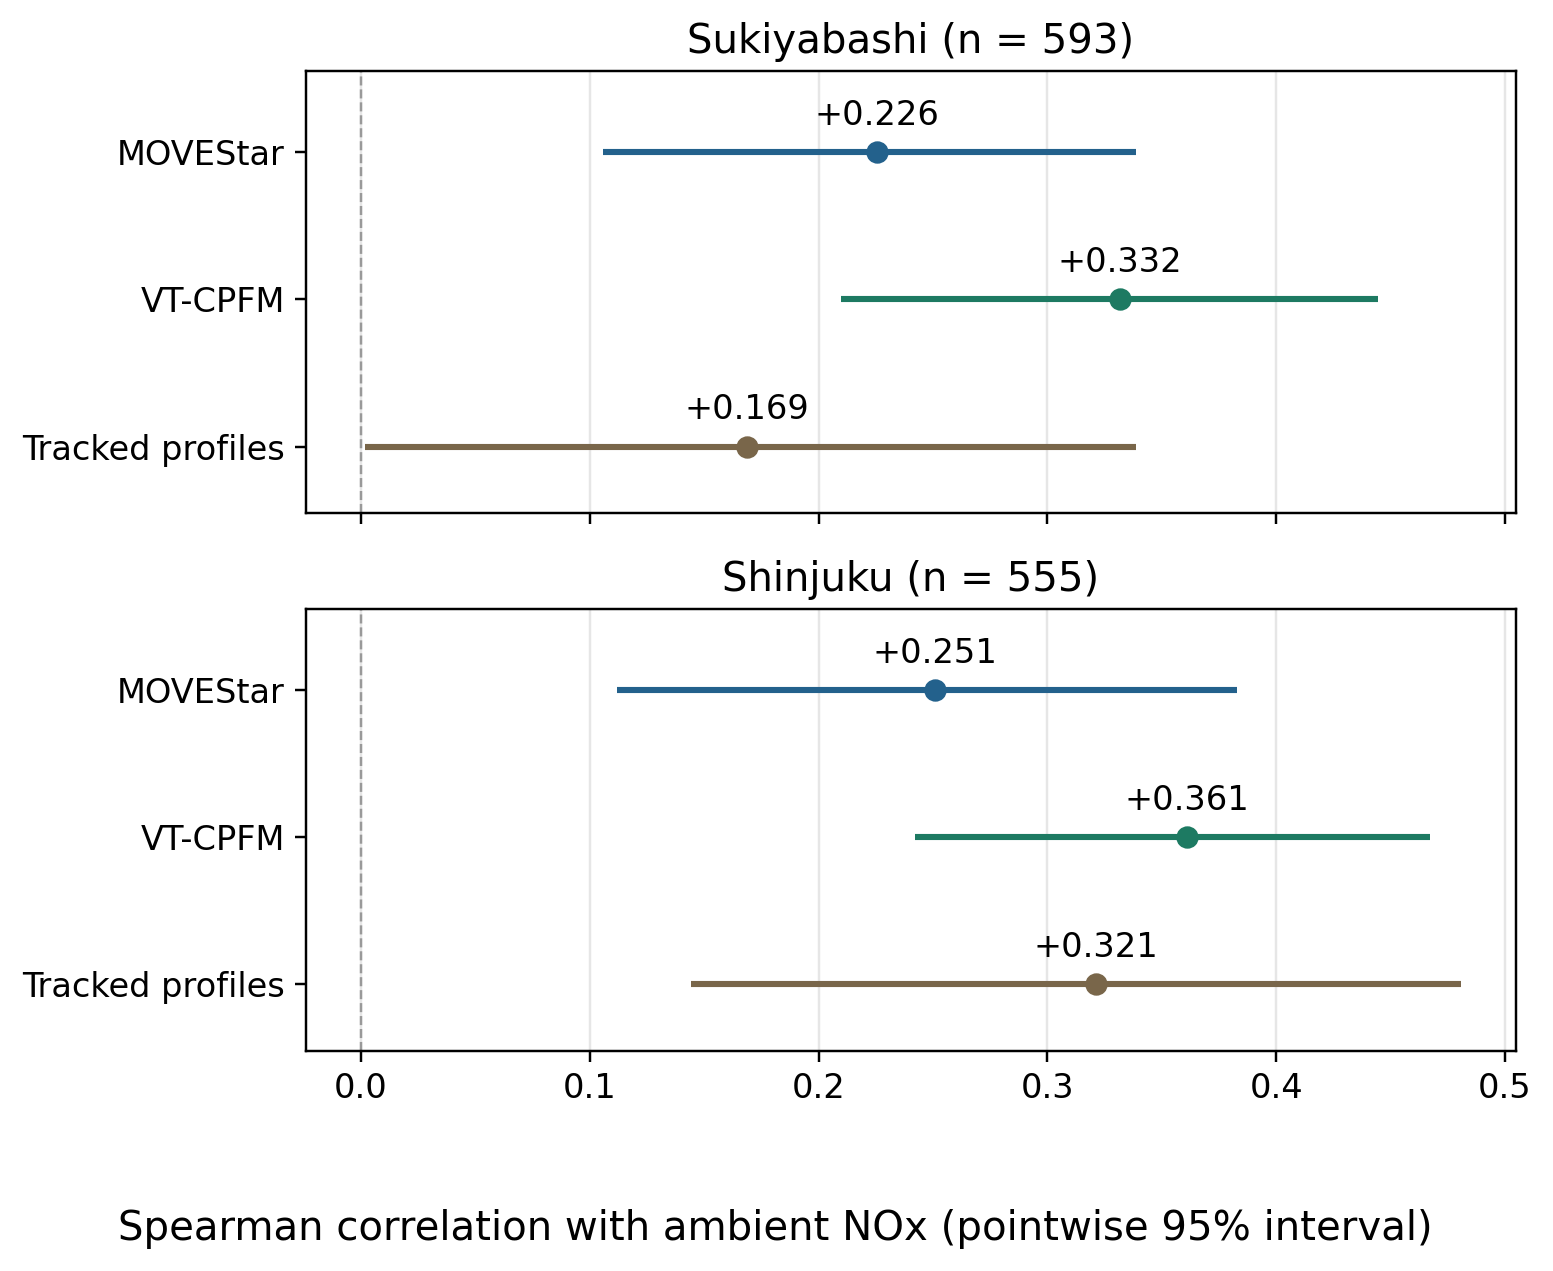 Sukiyabashi (n = 593)
MOVEStar
+0.226
VT-CPFM
+0.332
Tracked profiles
+0.169
Shinjuku (n = 555)
MOVEStar
+0.251
VT-CPFM
+0.361
Tracked profiles
+0.321
0.0 0.1 0.2 0.3 0.4 0.5
Spearman correlation with ambient NOx (pointwise 95% interval)